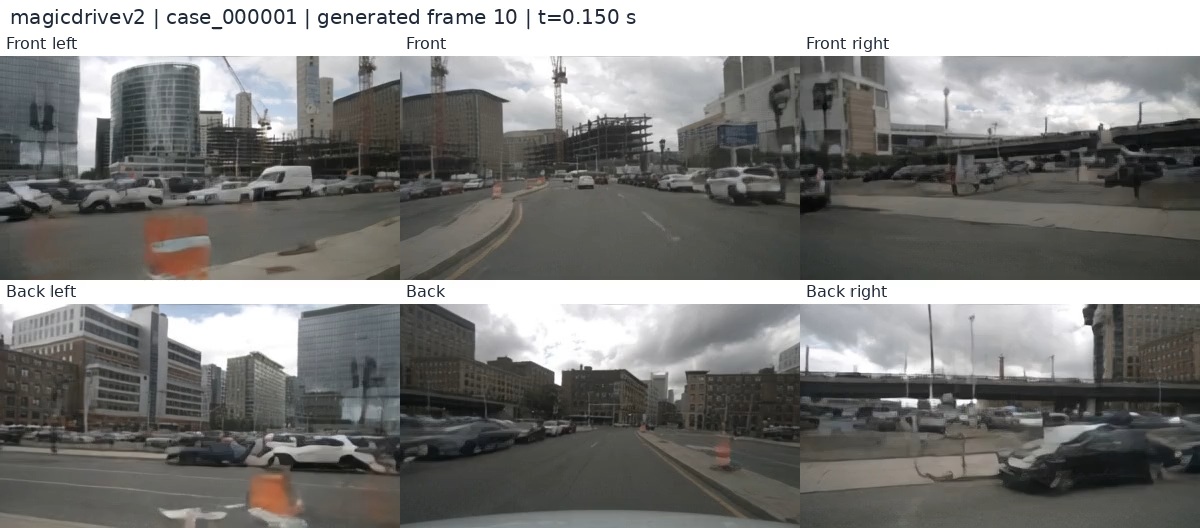 magicdrivev2 | case_000001 | generated frame 10 | t=0.150 s
Front left
Front
Front right
Back left
Back
Back right